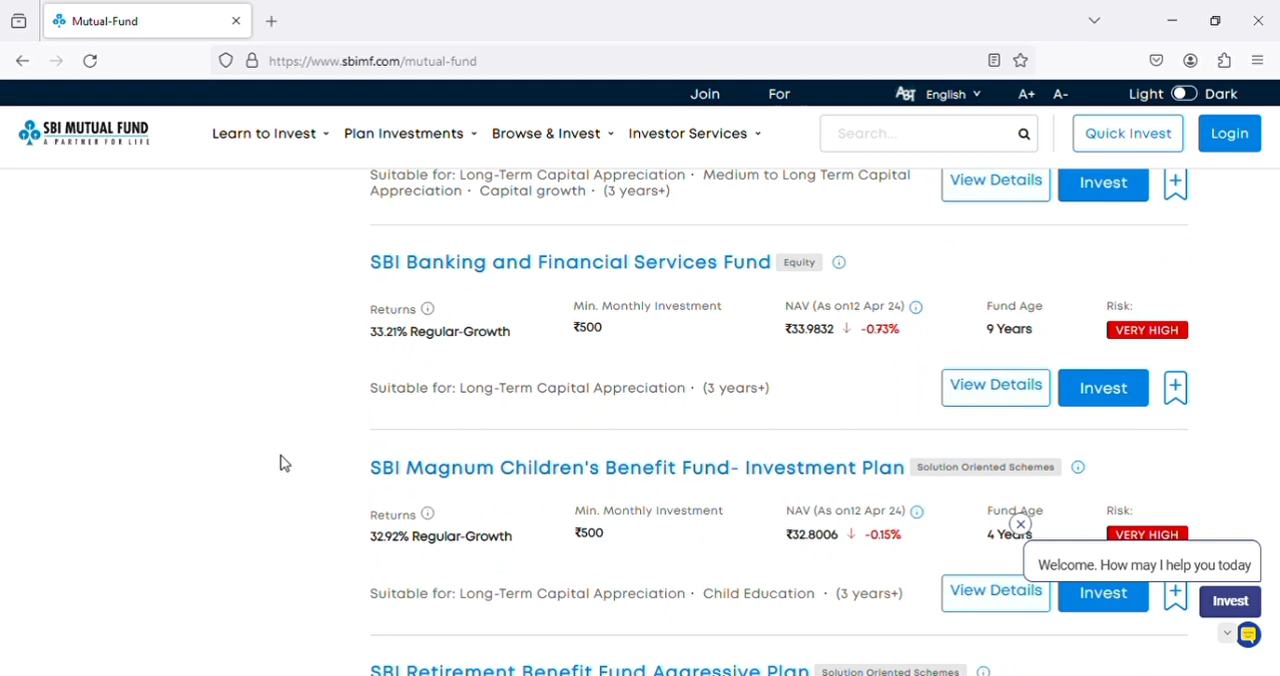 Mutual-Fund
https://www.sbimf.com/mutual-fund
Join For English A+ A- Light Dark
SBI MUTUAL FUND
A PARTNER FOR LIFE
Learn to Invest Plan Investments Browse & Invest Investor Services Search... Quick Invest Login
Suitable for: Long-Term Capital Appreciation · Medium to Long Term Capital
Appreciation · Capital growth · (3 years+)
View Details Invest
SBI Banking and Financial Services Fund Equity
Returns Min. Monthly Investment NAV (As on12 Apr 24) Fund Age Risk:
33.21% Regular-Growth ₹500 ₹33.9832 ↓ -0.73% 9 Years VERY HIGH
Suitable for: Long-Term Capital Appreciation · (3 years+) View Details Invest
SBI Magnum Children's Benefit Fund- Investment Plan Solution Oriented Schemes
Returns Min. Monthly Investment NAV (As on12 Apr 24) Fund Age Risk:
32.92% Regular-Growth ₹500 ₹32.8006 ↓ -0.15% 4 Years VERY HIGH
Welcome. How may I help you today
Suitable for: Long-Term Capital Appreciation · Child Education · (3 years+) View Details Invest
Invest
SBI Retirement Benefit Fund Aggressive Plan Solution Oriented Schemes